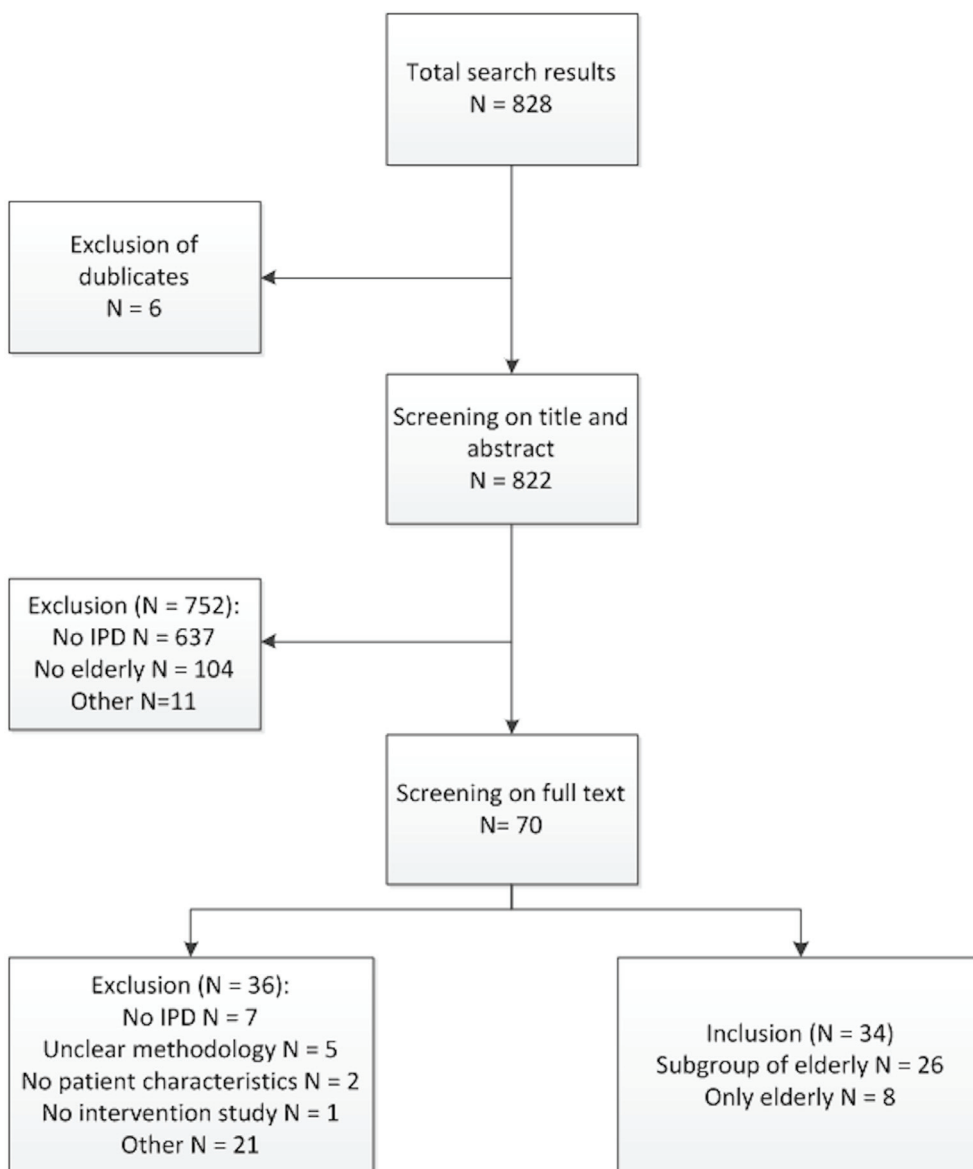 Total search results
N = 828
Exclusion of
dublicates
N = 6
Screening on title and
abstract
N = 822
Exclusion (N = 752):
No IPD N = 637
No elderly N = 104
Other N=11
Screening on full text
N= 70
Exclusion (N = 36):
No IPD N = 7
Unclear methodology N = 5
No patient characteristics N = 2
No intervention study N = 1
Other N = 21
Inclusion (N = 34)
Subgroup of elderly N = 26
Only elderly N = 8